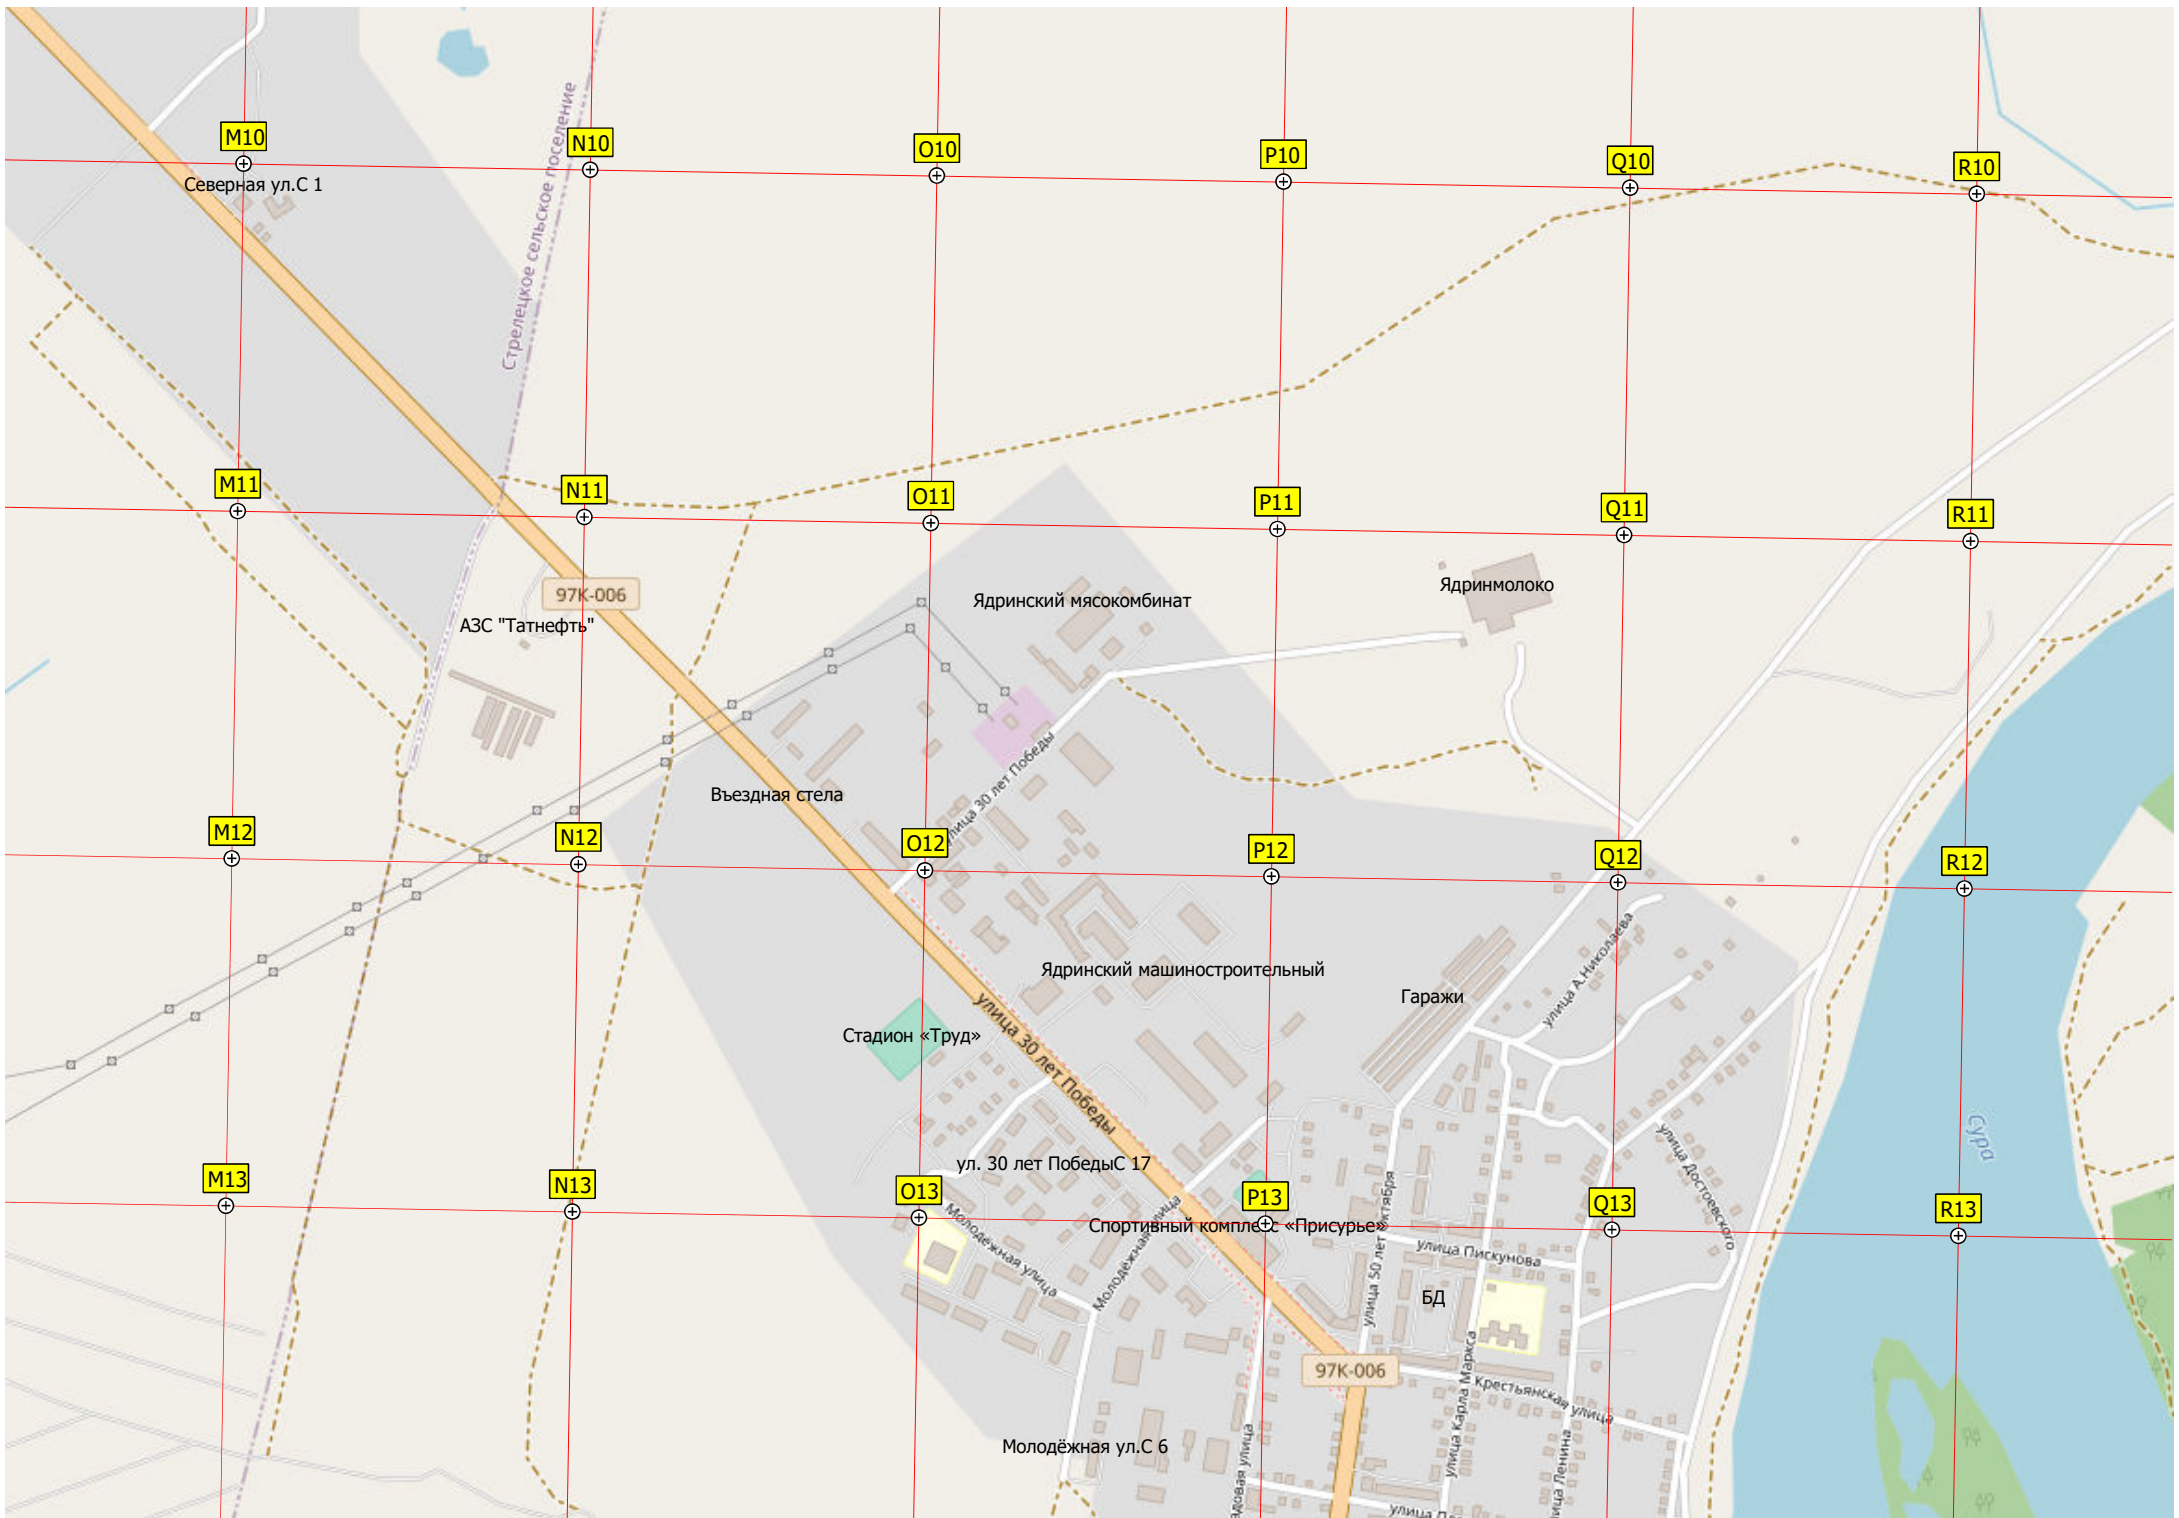 Стрелецкое сельское поселение
M10
N10
O10
P10
Q10
R10
Северная ул.С 1
M11
N11
O11
P11
Q11
R11
97К-006
АЗС "Татнефть"
Ядринский мясокомбинат
Ядринмолоко
Въездная стела
улица 30 лет Победы
M12
N12
O12
P12
Q12
R12
улица А.Николаева
Ядринский машиностроительный
Гаражи
Стадион «Труд»
улица 30 лет Победы
Сура
улица Достоевского
ул. 30 лет ПобедыС 17
M13
N13
O13
P13
Q13
R13
Молодёжная улица
Молодёжная улица
Спортивный комплекс «Присурье»
улица 50 лет Октября
улица Пискунова
БД
97К-006
улица Карла Маркса
Крестьянская улица
Молодёжная ул.С 6
улица Ленина
адовая улица
улица П